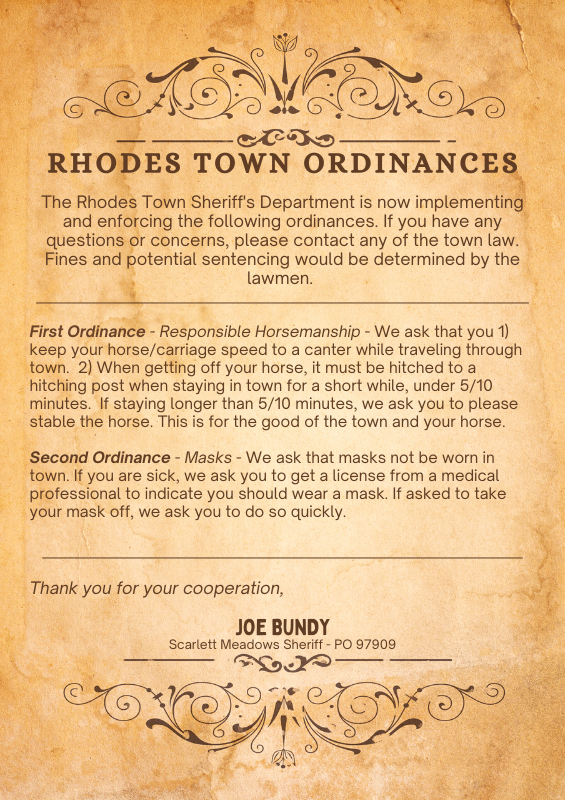 RHODES TOWN ORDINANCES
The Rhodes Town Sheriff's Department is now implementing
and enforcing the following ordinances. If you have any
questions or concerns, please contact any of the town law.
Fines and potential sentencing would be determined by the
lawmen.
First Ordinance - Responsible Horsemanship - We ask that you 1)
keep your horse/carriage speed to a canter while traveling through
town.  2) When getting off your horse, it must be hitched to a
hitching post when staying in town for a short while, under 5/10
minutes.  If staying longer than 5/10 minutes, we ask you to please
stable the horse. This is for the good of the town and your horse.
Second Ordinance - Masks - We ask that masks not be worn in
town. If you are sick, we ask you to get a license from a medical
professional to indicate you should wear a mask. If asked to take
your mask off, we ask you to do so quickly.
Thank you for your cooperation,
JOE BUNDY
Scarlett Meadows Sheriff - PO 97909